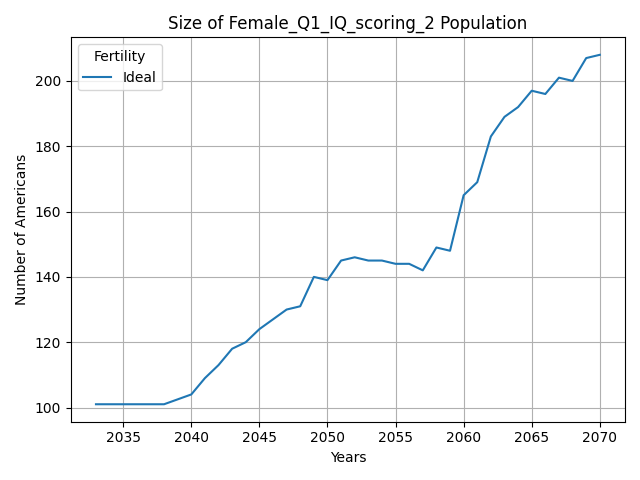 Size of Female_Q1_IQ_scoring_2 Population
Fertility
Ideal
Number of Americans
200
180
160
140
120
100
2035 2040 2045 2050 2055 2060 2065 2070
Years